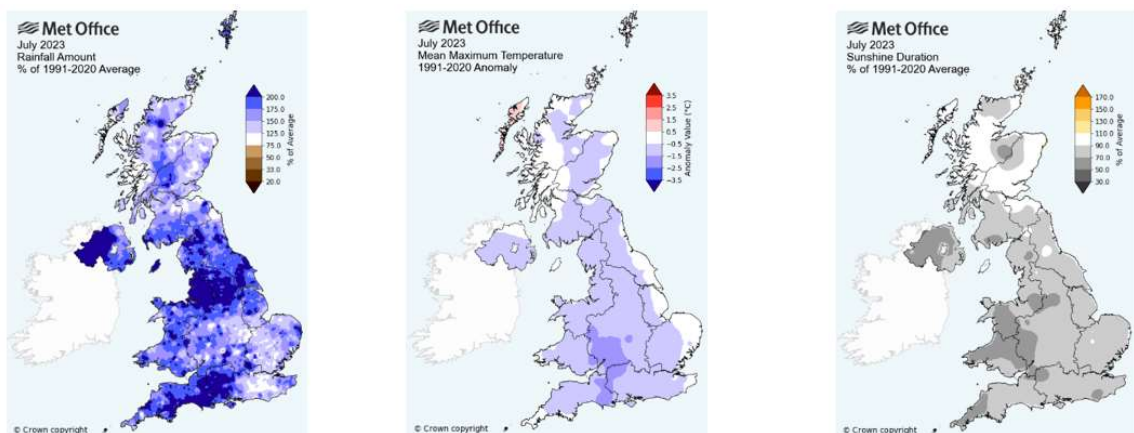 Met Office
July 2023
Rainfall Amount
% of 1991-2020 Average
200.0
175.0
150.0
125.0
110.0
75.0
50.0
33.0
20.0
% of Average
© Crown copyright
Met Office
July 2023
Mean Maximum Temperature
1991-2020 Anomaly
3.5
2.5
1.5
0.5
−0.5
−1.5
−2.5
−3.5
Anomaly Value (°C)
© Crown copyright
Met Office
July 2023
Sunshine Duration
% of 1991-2020 Average
170.0
150.0
130.0
110.0
90.0
70.0
50.0
30.0
% of Average
© Crown copyright